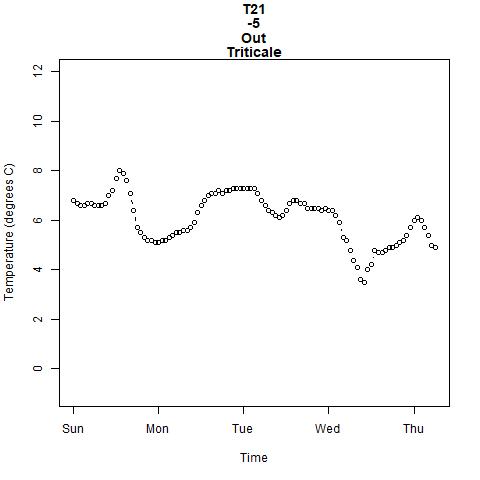 T21
-5
Out
Triticale
Temperature (degrees C)
12
10
8
6
4
2
0
Sun Mon Tue Wed Thu
Time